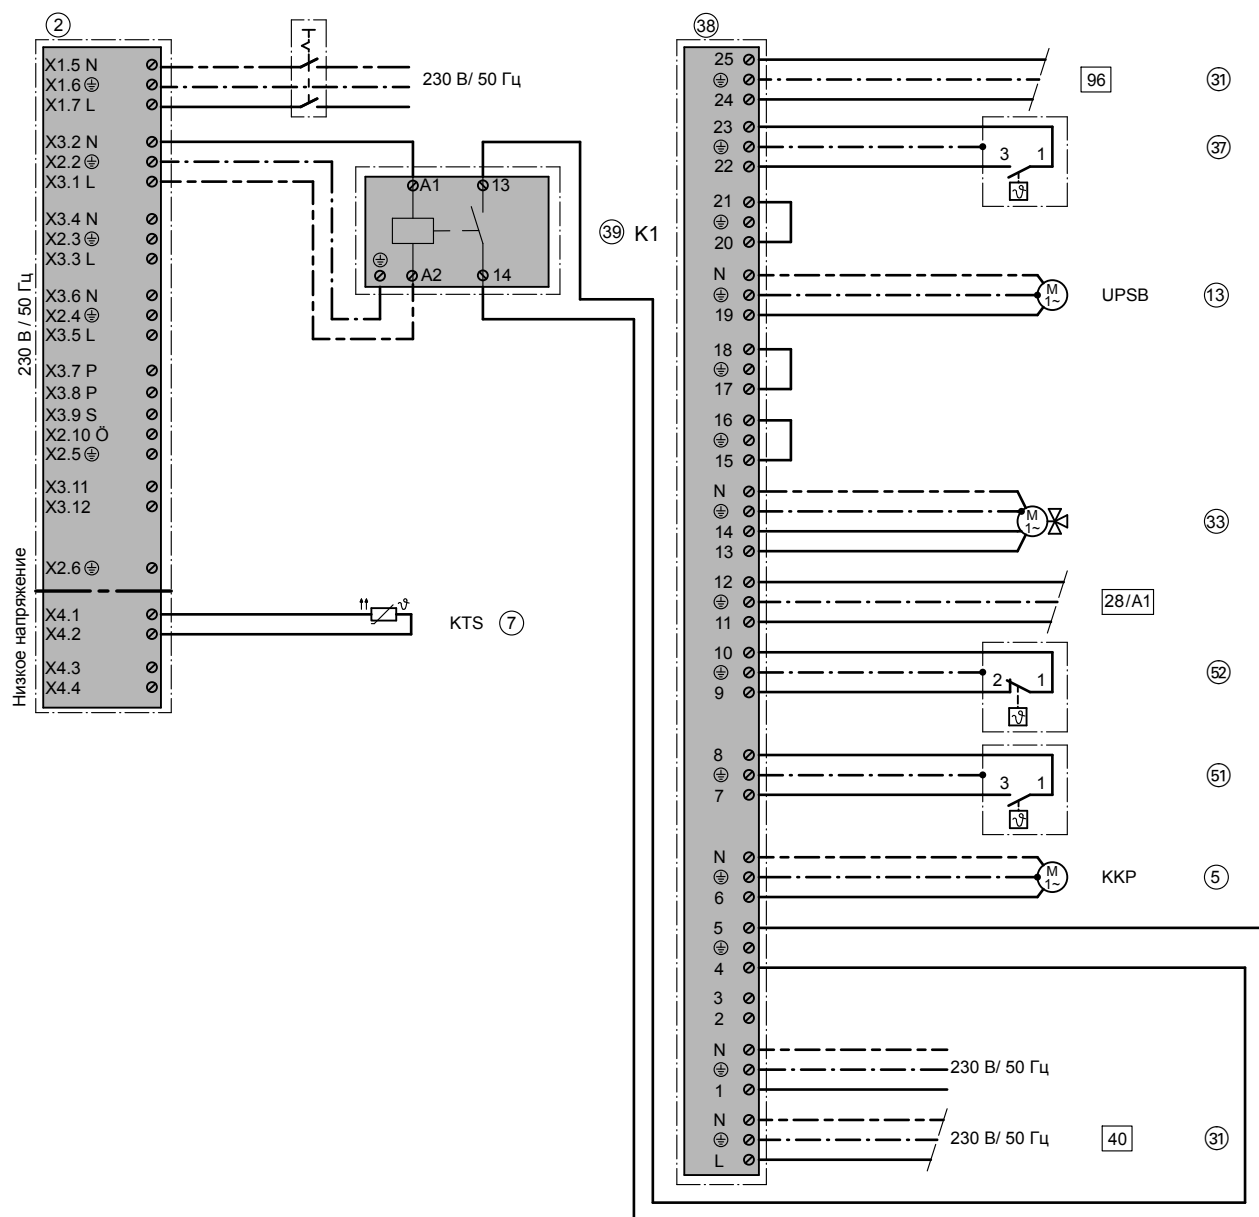 2
X1.5 N
X1.6
X1.7 L
230 В/ 50 Гц
X3.2 N
X2.2
X3.1 L
A1
13
A2
14
39 K1
X3.4 N
X2.3
X3.3 L
X3.6 N
X2.4
X3.5 L
230 В / 50 Гц
X3.7 P
X3.8 P
X3.9 S
X2.10 Ö
X2.5
X3.11
X3.12
X2.6
Низкое напряжение
X4.1
X4.2
ϑ
KTS 7
X4.3
X4.4
38
25
24
96 31
23
22
3 1
ϑ
37
21
20
N
19
M
1~
UPSB 13
18
17
16
15
N
14
13
M
1~
33
12
11
28/A1
10
9
2 1
ϑ
52
8
7
3 1
ϑ
51
N
6
M
1~
KKP 5
5
4
3
2
N
1
230 В/ 50 Гц
N
L
230 В/ 50 Гц 40 31